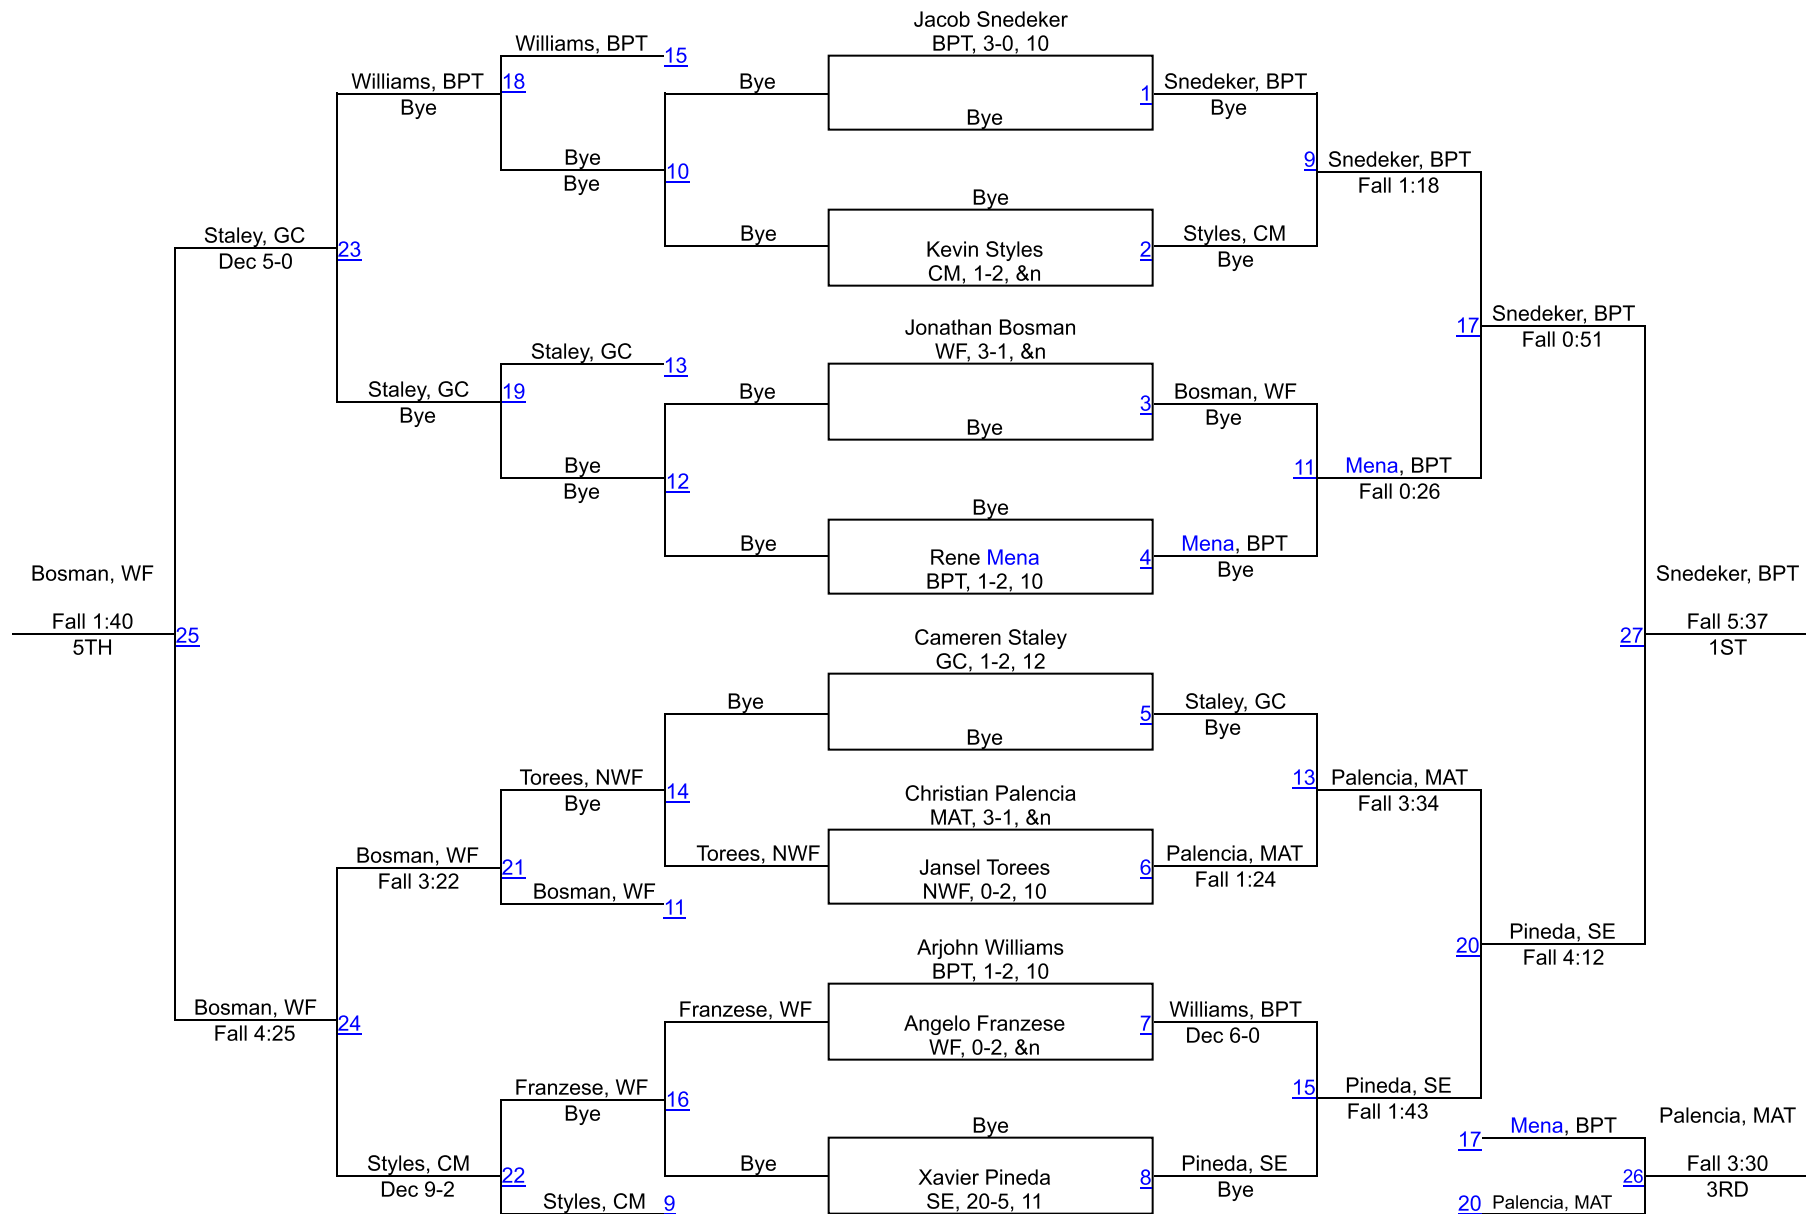 Jacob Snedeker
BPT, 3-0, 10
Williams, BPT
15
Williams, BPT
18
Bye
1
Snedeker, BPT
Bye
Bye
Bye
Bye
10
Bye
9
Snedeker, BPT
Fall 1:18
Bye
Staley, GC
Dec 5-0
23
Bye
Kevin Styles
CM, 1-2, &n
2
Styles, CM
Bye
Jonathan Bosman
WF, 3-1, &n
17
Snedeker, BPT
Fall 0:51
Staley, GC
13
Staley, GC
Bye
19
Bye
3
Bosman, WF
Bye
Bye
Bye
Bye
12
11
Mena, BPT
Fall 0:26
Bye
Bye
Rene Mena
BPT, 1-2, 10
4
Mena, BPT
Bye
Bosman, WF
Fall 1:40
5TH
25
Snedeker, BPT
27
Fall 5:37
1ST
Cameren Staley
GC, 1-2, 12
Bye
5
Staley, GC
Bye
Bye
Torees, NWF
Bye
14
13
Palencia, MAT
Fall 3:34
Christian Palencia
MAT, 3-1, &n
Bosman, WF
Fall 3:22
21
Torees, NWF
Jansel Torees
NWF, 0-2, 10
6
Palencia, MAT
Fall 1:24
Bosman, WF
11
Arjohn Williams
BPT, 1-2, 10
20
Pineda, SE
Fall 4:12
Bosman, WF
Fall 4:25
24
Franzese, WF
Angelo Franzese
WF, 0-2, &n
7
Williams, BPT
Dec 6-0
Franzese, WF
Bye
16
15
Pineda, SE
Fall 1:43
Bye
17
Mena, BPT
Palencia, MAT
Styles, CM
Dec 9-2
22
Bye
Xavier Pineda
SE, 20-5, 11
8
Pineda, SE
Bye
26
Fall 3:30
3RD
Styles, CM
9
20
Palencia, MAT